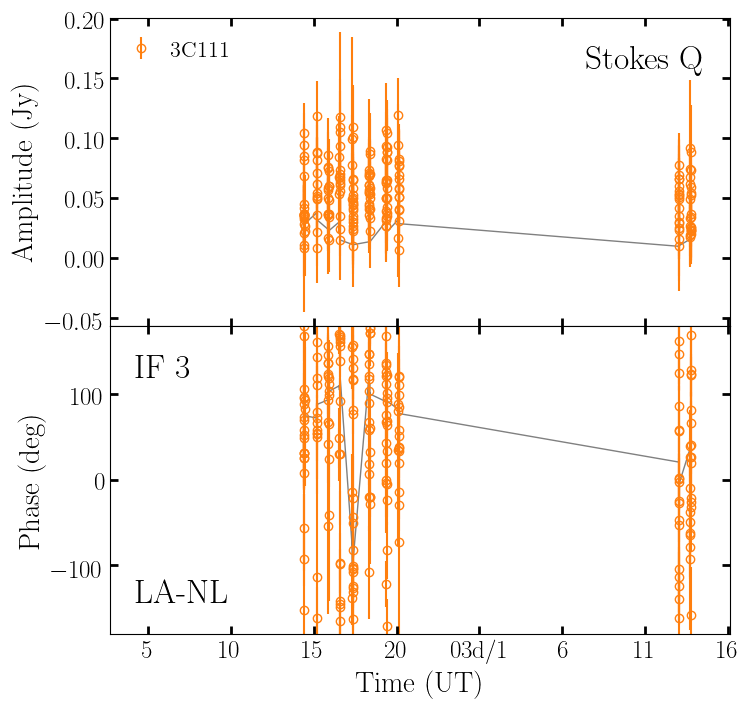 0.20
3C111
Stokes Q
0.15
0.10
0.05
0.00
−0.05
Amplitude (Jy)
IF 3
100
0
−100
Phase (deg)
LA-NL
5 10 15 20 03d/1 6 11 16
Time (UT)